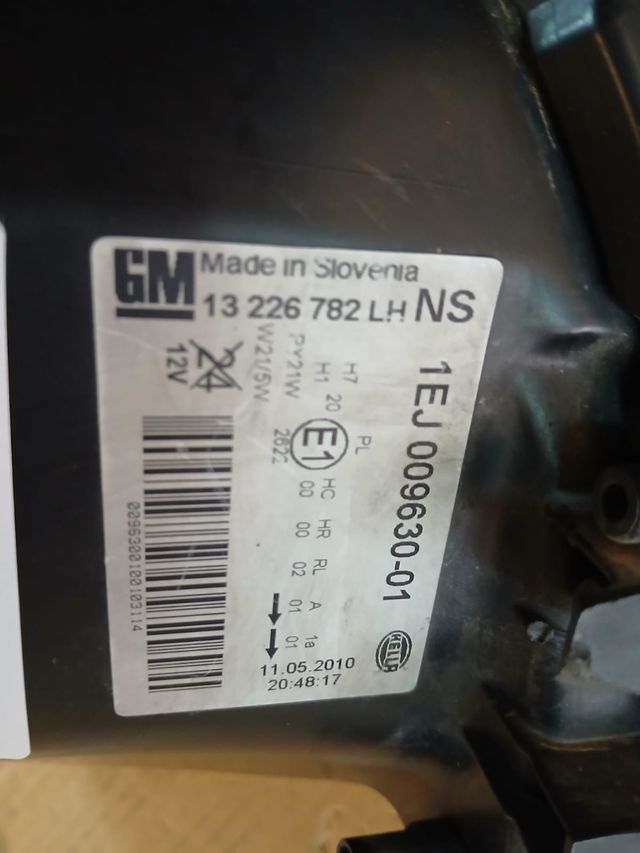 GM Made in Slovenia
13 226 782 LH NS
1EJ 009630-01
H7 PL
H1 20
PY21W
W21/5W
24
12V
E1
2622
HC HR RL A 1a
00 00 02 01 01
HELLA
11.05.2010
20:48:17
00963001001003114